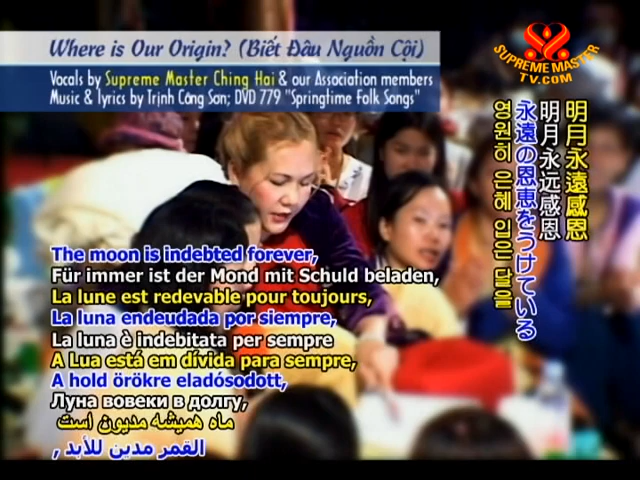 Where is Our Origin? (Biết Đâu Nguồn Cội)
Vocals by Supreme Master Ching Hai & our Association members
Music & lyrics by Trịnh Công Sơn; DVD 779 "Springtime Folk Songs"
SUPREME MASTER
TV.COM
明月永遠感恩
明月永远感恩
永遠の恩恵をうけている
영원히 은혜 입은 달을
The moon is indebted forever,
Für immer ist der Mond mit Schuld beladen,
La lune est redevable pour toujours,
La luna endeudada por siempre,
La luna è indebitata per sempre
A Lua está em dívida para sempre,
A hold örökre eladósodott,
Луна вовеки в долгу,
ماه همیشه مدیون است
القمر مدين للأبد ,